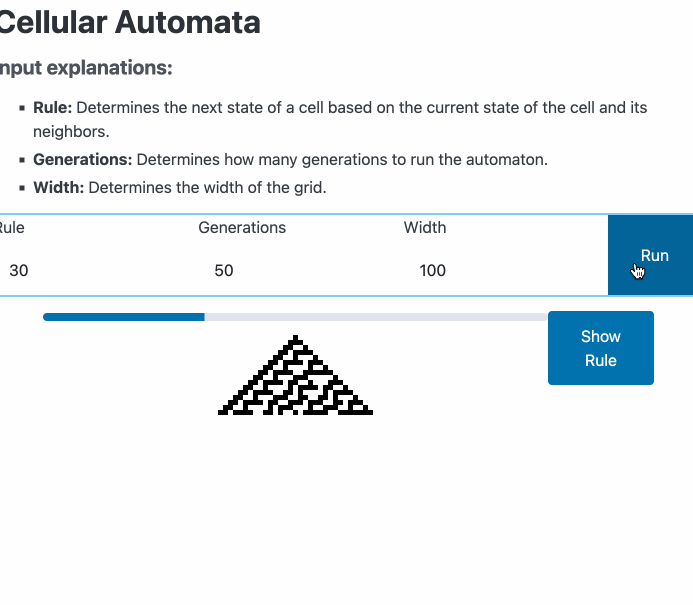 Cellular Automata
nput explanations:
Rule: Determines the next state of a cell based on the current state of the cell and its
neighbors.
Generations: Determines how many generations to run the automaton.
Width: Determines the width of the grid.
Rule Generations Width
30 50 100 Run
Show
Rule